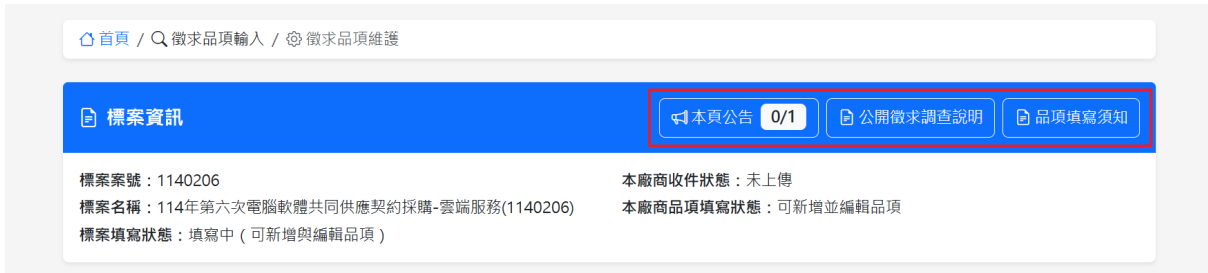 首頁 / 徵求品項輸入 / 徵求品項維護
標案資訊
本頁公告 0/1
公開徵求調查說明
品項填寫須知
標案案號：1140206
本廠商收件狀態：未上傳
標案名稱：114年第六次電腦軟體共同供應契約採購-雲端服務(1140206)
本廠商品項填寫狀態：可新增並編輯品項
標案填寫狀態：填寫中（可新增與編輯品項）